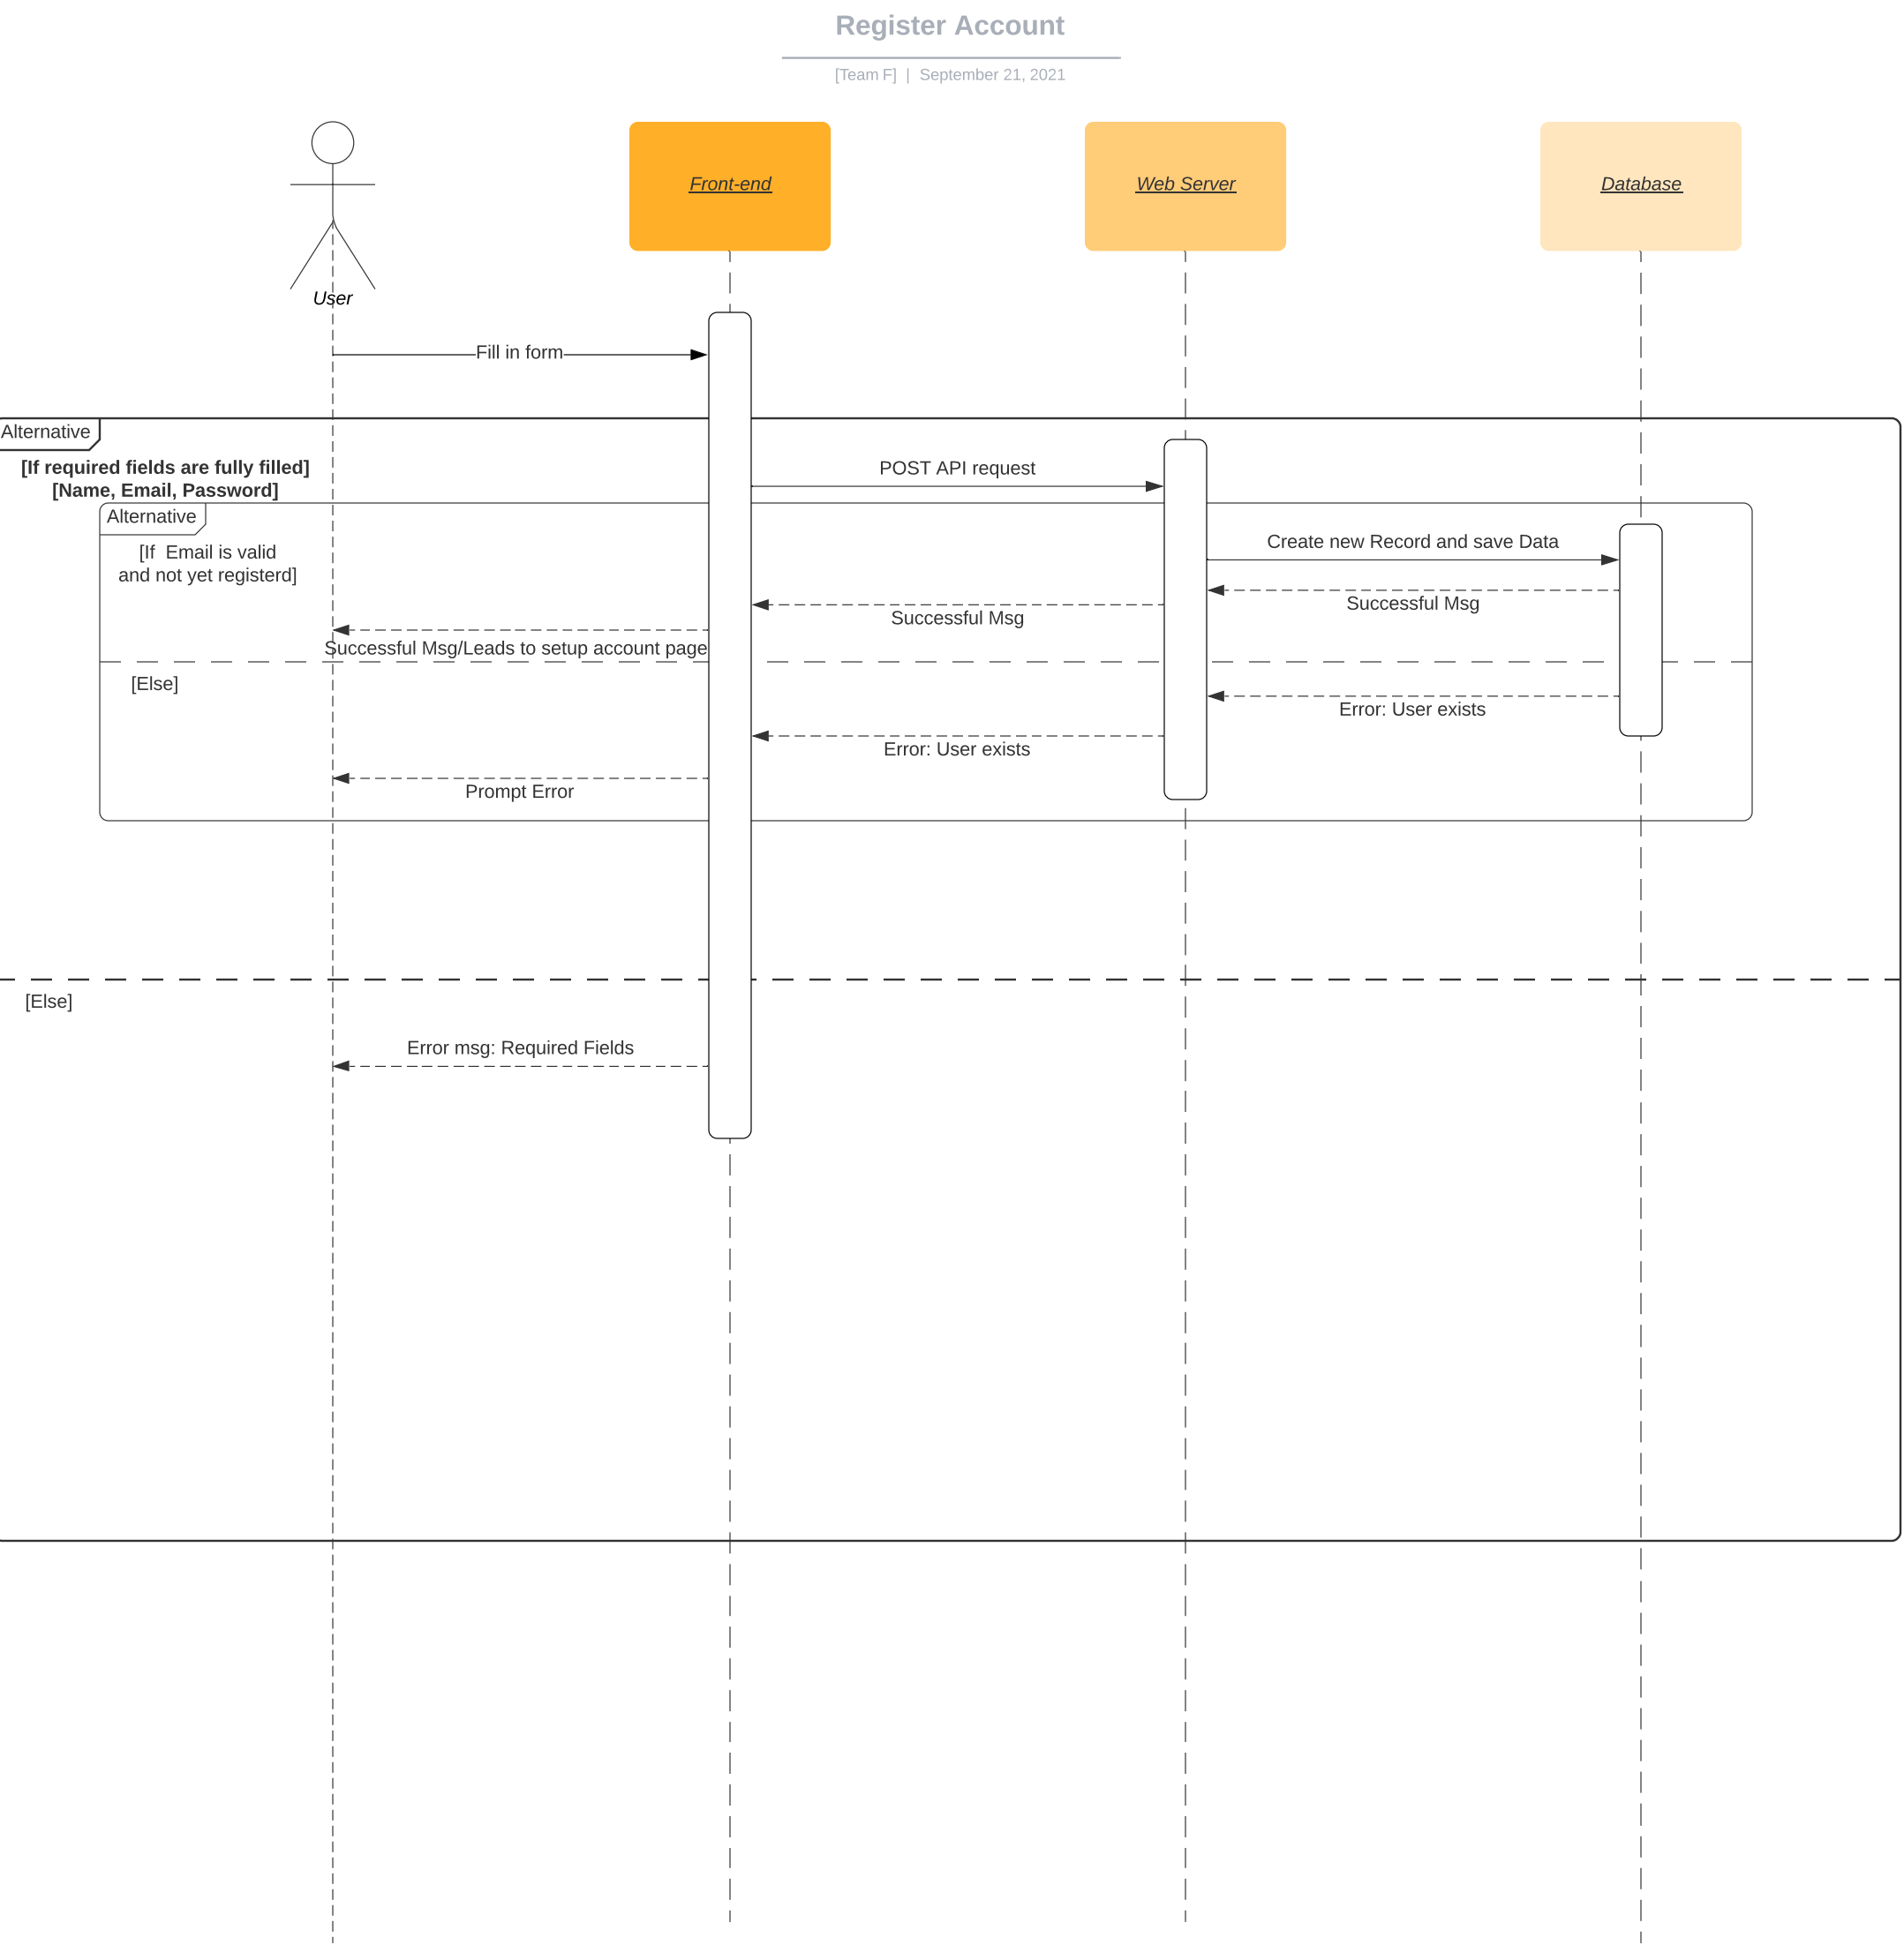 Register Account
[Team F] | September 21, 2021
Front-end
Web Server
Database
User
Fill in form
Alternative
[If required fields are fully filled]
[Name, Email, Password]
POST API request
Alternative
[If  Email is valid
and not yet registerd]
Create new Record and save Data
Successful Msg
Successful Msg
Successful Msg/Leads to setup account page
[Else]
Error: User exists
Error: User exists
Prompt Error
[Else]
Error msg: Required Fields